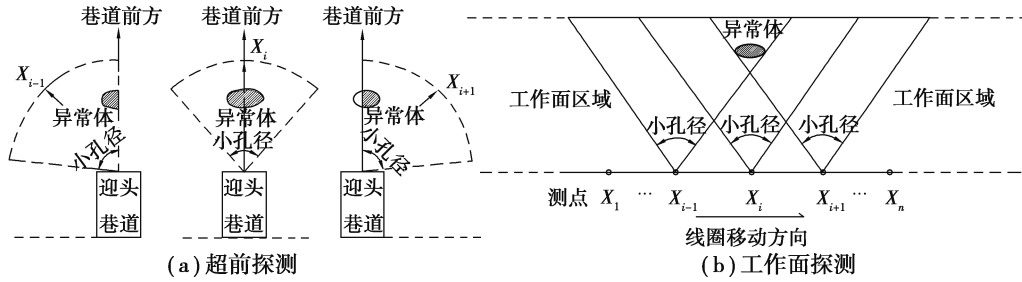 巷道前方
X_{i-1}
异常体
小孔径
迎头
巷道
巷道前方
X_i
异常体
小孔径
迎头
巷道
巷道前方
X_{i+1}
异常体
小孔径
迎头
巷道
(a)超前探测
异常体
工作面区域
工作面区域
小孔径
小孔径
小孔径
测点 X_1 ··· X_{i-1} X_i X_{i+1} ··· X_n
线圈移动方向
(b)工作面探测